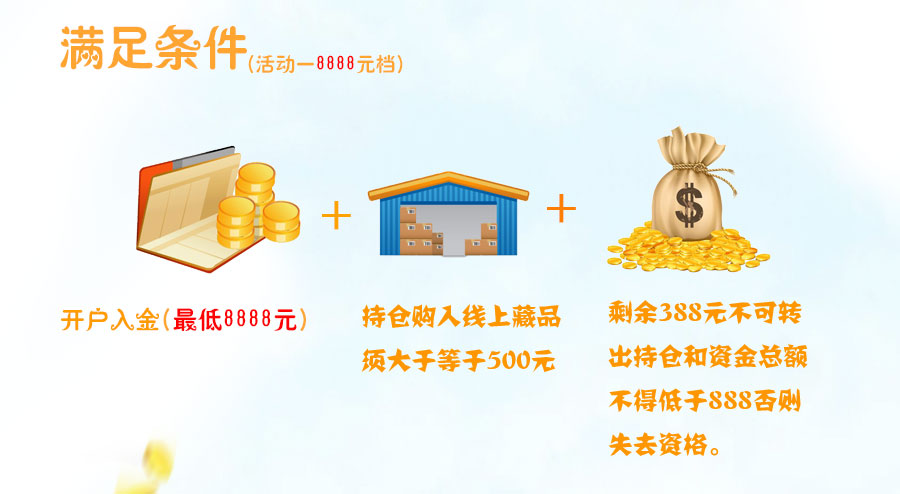 满足条件(活动一8888元档)
开户入金(最低8888元)
持仓购入线上藏品
须大于等于500元
剩余388元不可转
出持仓和资金总额
不得低于888否则
失去资格。
$